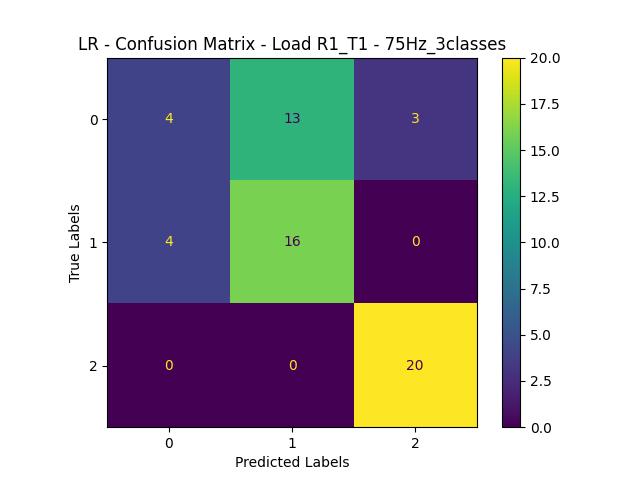 LR - Confusion Matrix - Load R1_T1 - 75Hz_3classes
True Labels
0
1
2
4 13 3
4 16 0
0 0 20
0 1 2
Predicted Labels
20.0
17.5
15.0
12.5
10.0
7.5
5.0
2.5
0.0